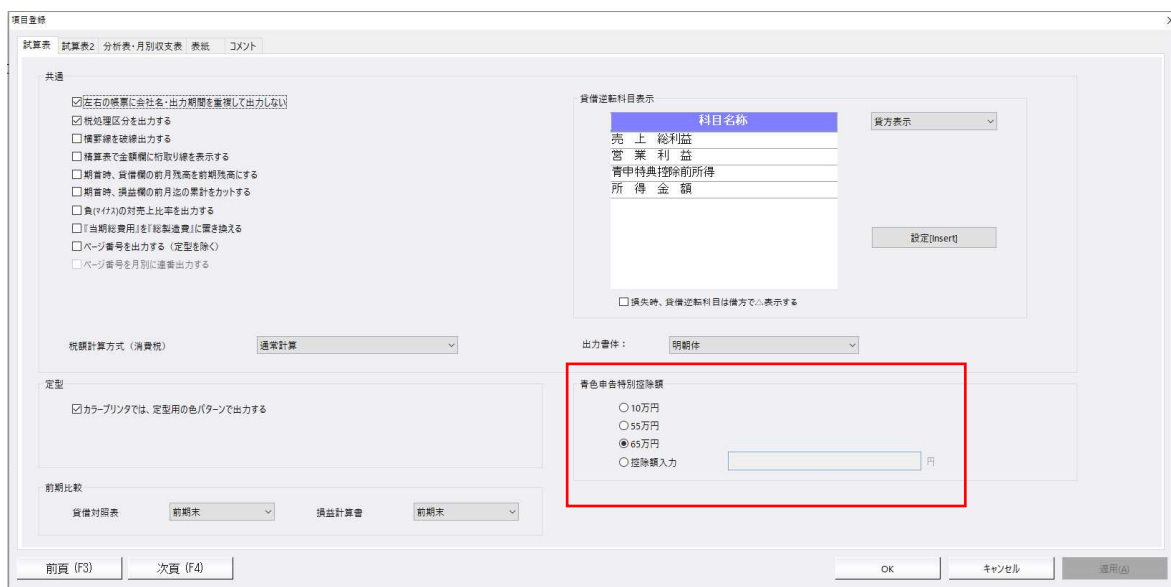 項目登録
試算表 試算表2 分析表・月別収支表 表紙 コメント
共通
左右の帳票に会社名・出力期間を重複して出力しない
税処理区分を出力する
横罫線を破線出力する
精算表で金額欄に桁取り線を表示する
期首時、貸借欄の前月残高を前期残高にする
期首時、損益欄の前月迄の累計をカットする
負(マイナス)の対売上比率を出力する
『当期総費用』を『総製造費』に置き換える
ページ番号を出力する（定型を除く）
ページ番号を月別に連番出力する
税額計算方式（消費税） 通常計算
貸借逆転科目表示
科目名称
売 上 総利益
営 業 利 益
青申特典控除前所得
所 得 金 額
貸方表示
設定[Insert]
損失時、貸借逆転科目は借方で△表示する
出力書体： 明朝体
定型
カラープリンタでは、定型用の色パターンで出力する
青色申告特別控除額
10万円
55万円
65万円
控除額入力 円
前期比較
貸借対照表 前期末 損益計算書 前期末
前頁 (F3) 次頁 (F4) OK キャンセル 適用(A)